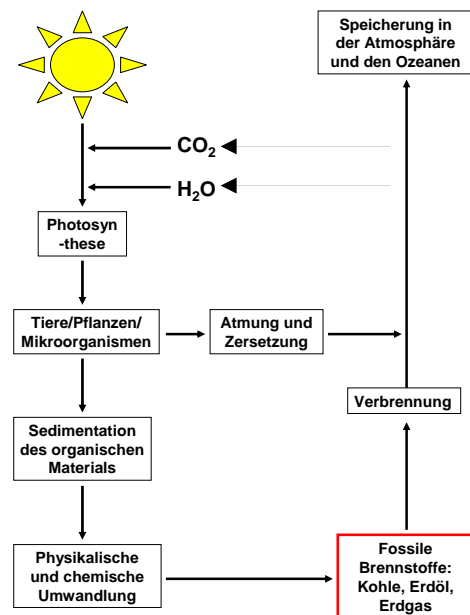 Speicherung in
der Atmosphäre
und den Ozeanen
CO₂
H₂O
Photosyn
-these
Tiere/Pflanzen/
Mikroorganismen
Atmung und
Zersetzung
Verbrennung
Sedimentation
des organischen
Materials
Physikalische
und chemische
Umwandlung
Fossile
Brennstoffe:
Kohle, Erdöl,
Erdgas